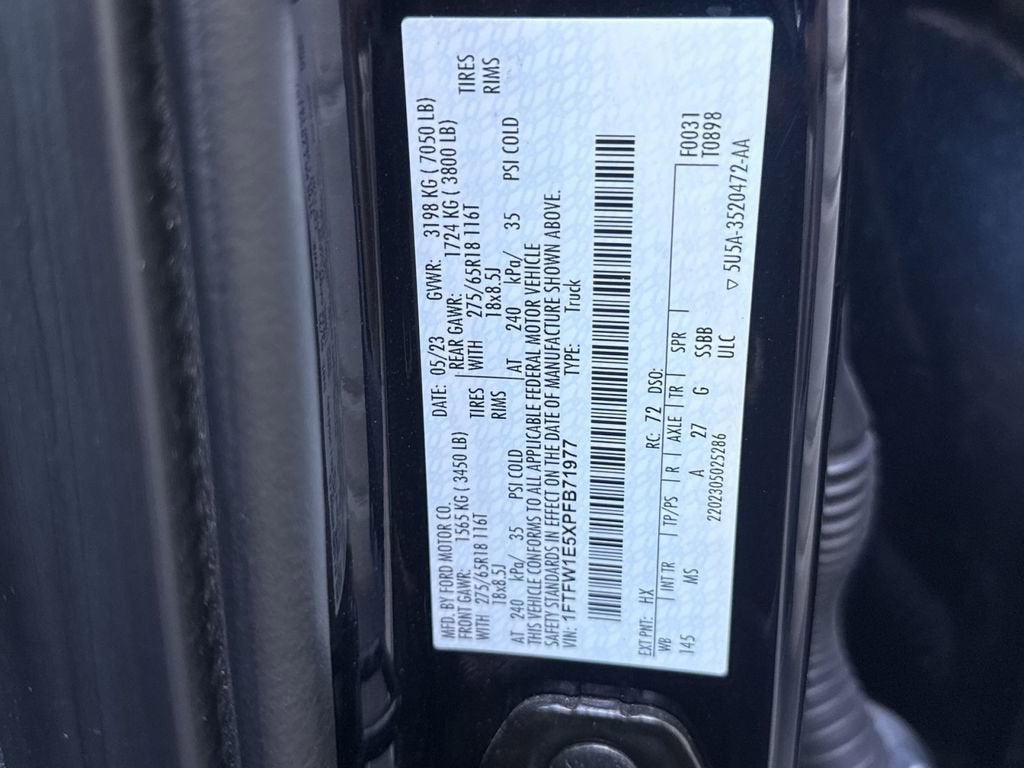 MFD. BY FORD MOTOR CO. DATE: 05/23 GVWR: 3198 KG ( 7050 LB)
FRONT GAWR: 1565 KG ( 3450 LB) REAR GAWR: 1724 KG ( 3800 LB)
WITH 275/65R18 116T TIRES WITH 275/65R18 116T TIRES
18x8.5J RIMS 18x8.5J RIMS
AT 240 kPa/ 35 PSI COLD AT 240 kPa/ 35 PSI COLD
THIS VEHICLE CONFORMS TO ALL APPLICABLE FEDERAL MOTOR VEHICLE
SAFETY STANDARDS IN EFFECT ON THE DATE OF MANUFACTURE SHOWN ABOVE.
VIN: 1FTFW1E5XPFB71977 TYPE: Truck
EXT PNT: HX RC: 72 DSO:
WB INT TR TP/PS R AXLE TR SPR F0031
145 MS A 27 G SSBB T0898
2202305025286 ULC
▽ 5U5A-3520472-AA